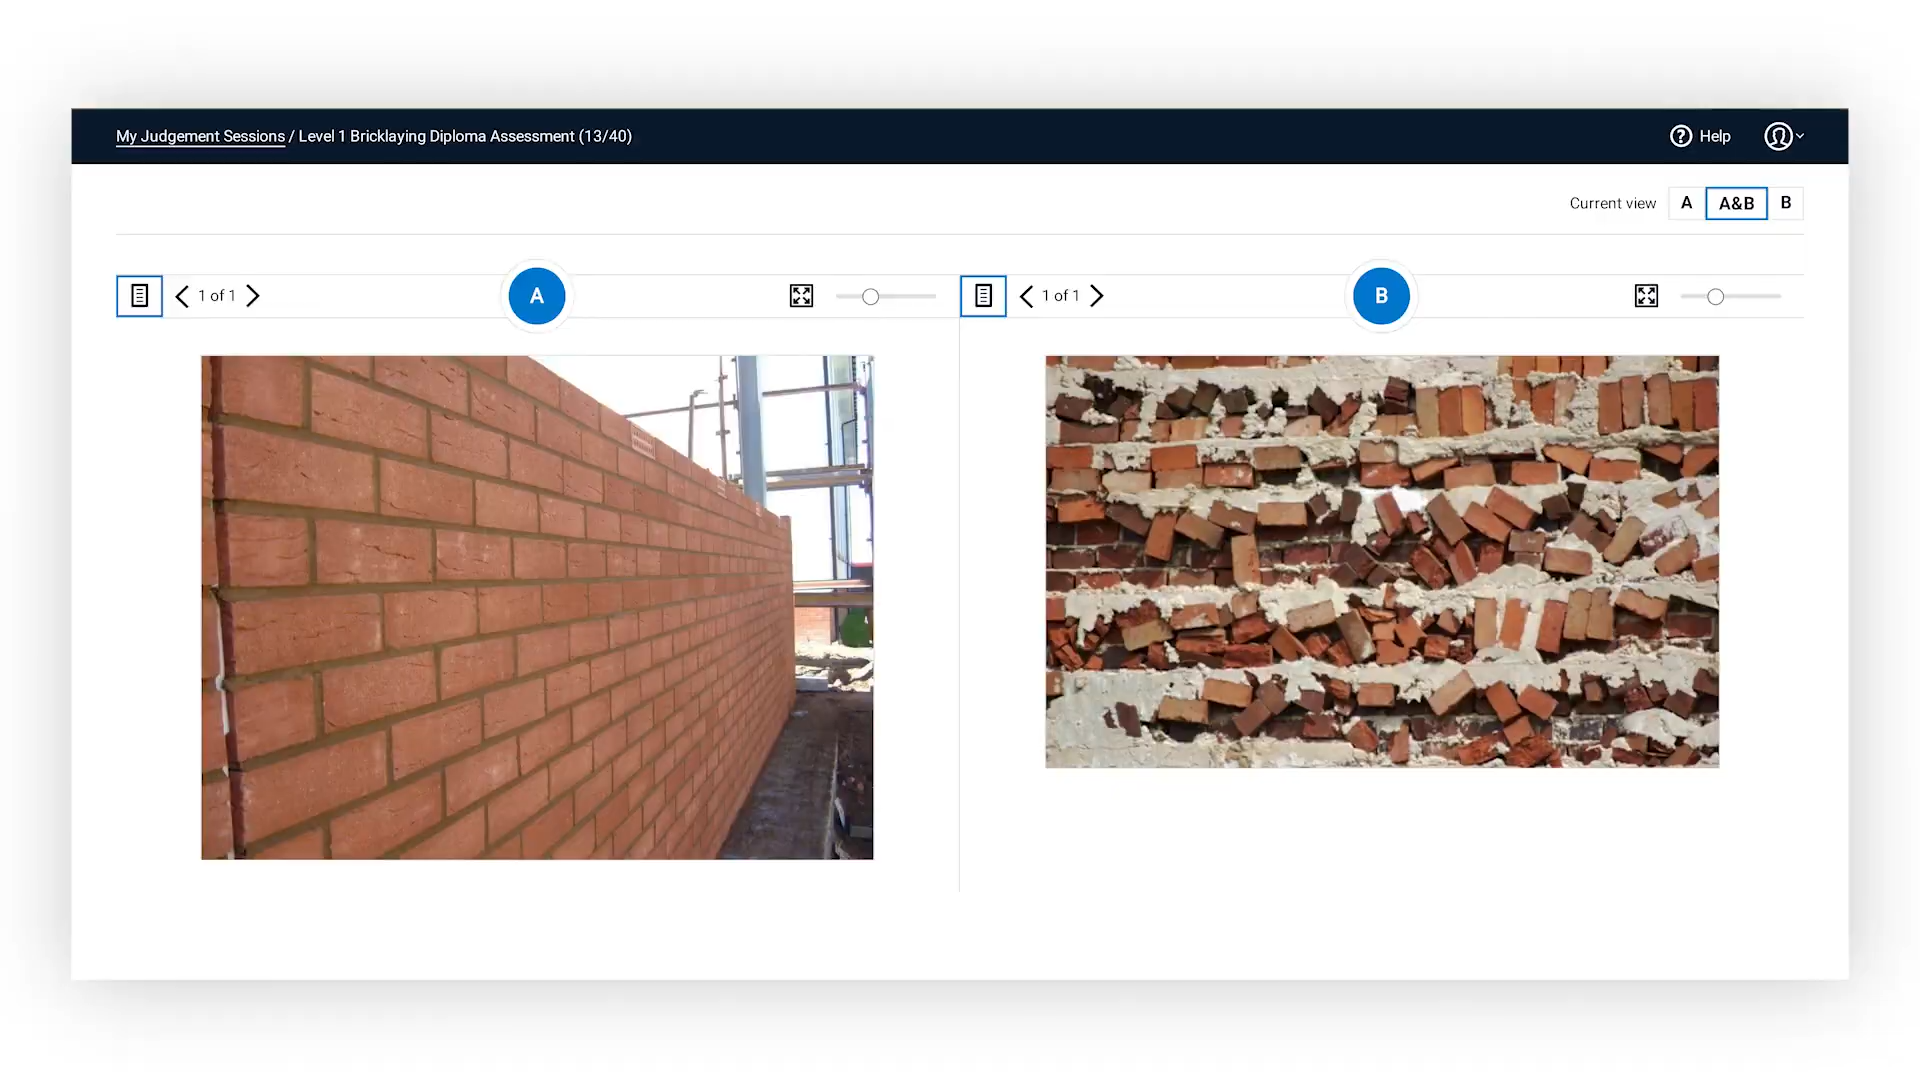 My Judgement Sessions / Level 1 Bricklaying Diploma Assessment (13/40)
? Help
Current view A A&B B
1 of 1 A
1 of 1 B